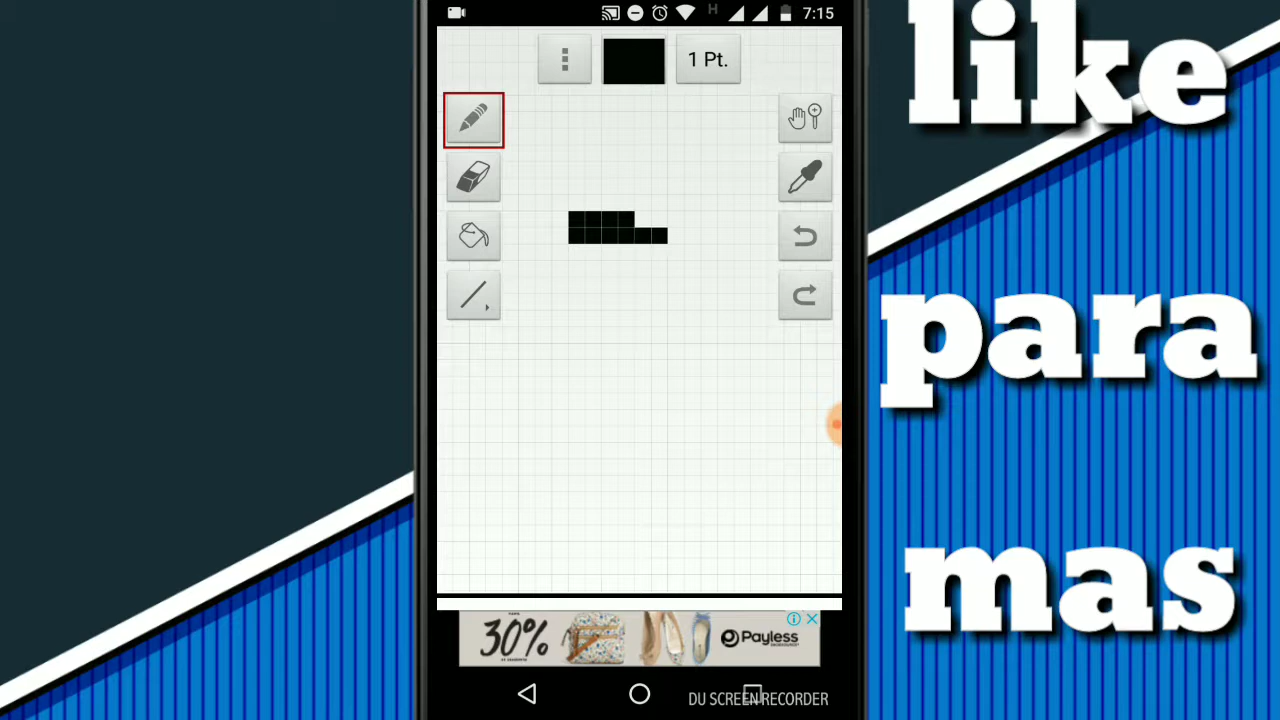 H
7:15
1 Pt.
like
para
mas
30%
Payless
DU SCREEN RECORDER